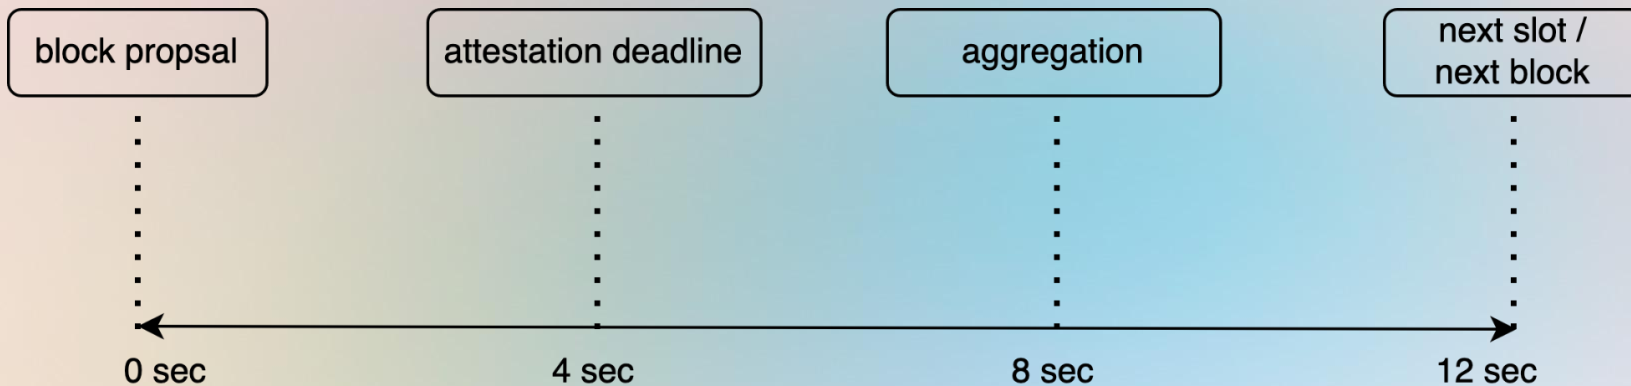 block propsal
attestation deadline
aggregation
next slot /
next block
0 sec
4 sec
8 sec
12 sec